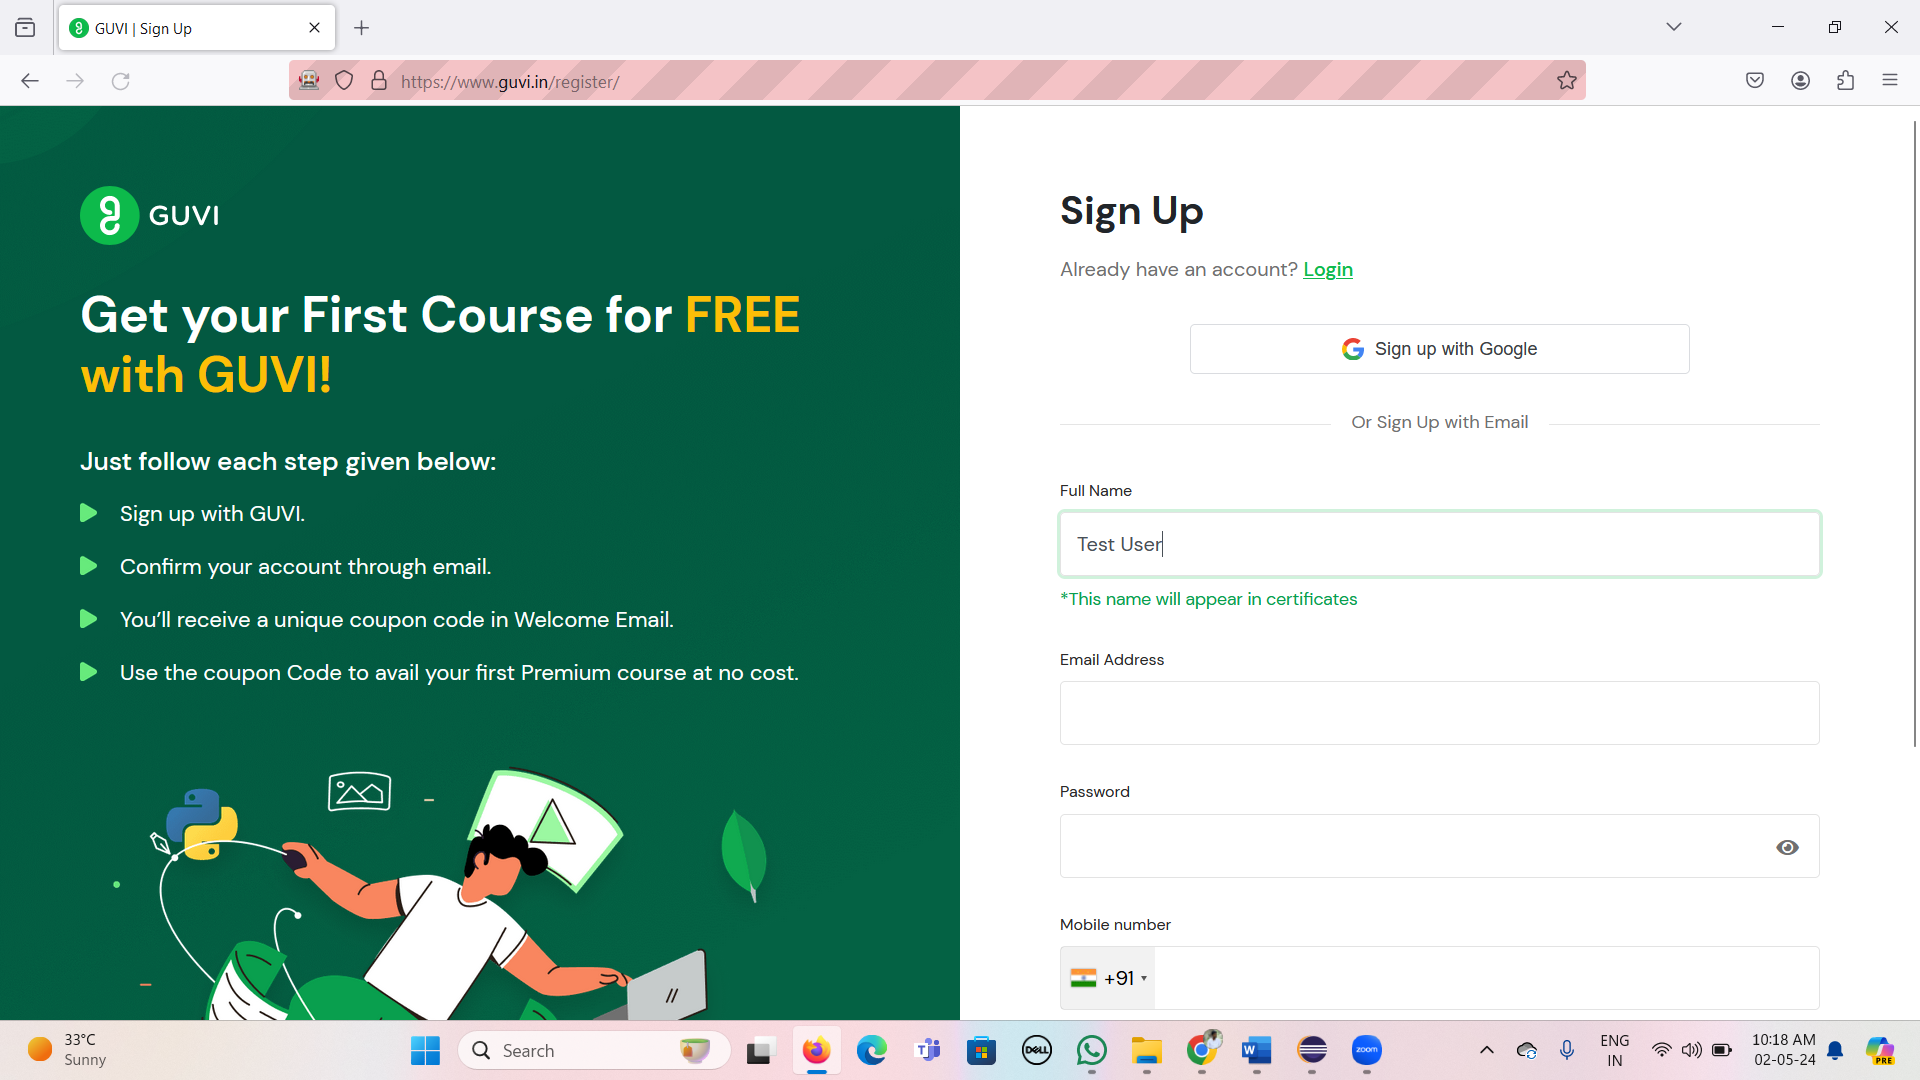 GUVI | Sign Up
https://www.guvi.in/register/
GUVI
Get your First Course for FREE
with GUVI!
Just follow each step given below:
Sign up with GUVI.
Confirm your account through email.
You’ll receive a unique coupon code in Welcome Email.
Use the coupon Code to avail your first Premium course at no cost.
//
Sign Up
Already have an account? Login
Sign up with Google
Or Sign Up with Email
Full Name
Test User
*This name will appear in certificates
Email Address
Password
Mobile number
+91
33°C
Sunny
Search
DELL
zoom
ENG
IN
10:18 AM
02-05-24
PRE